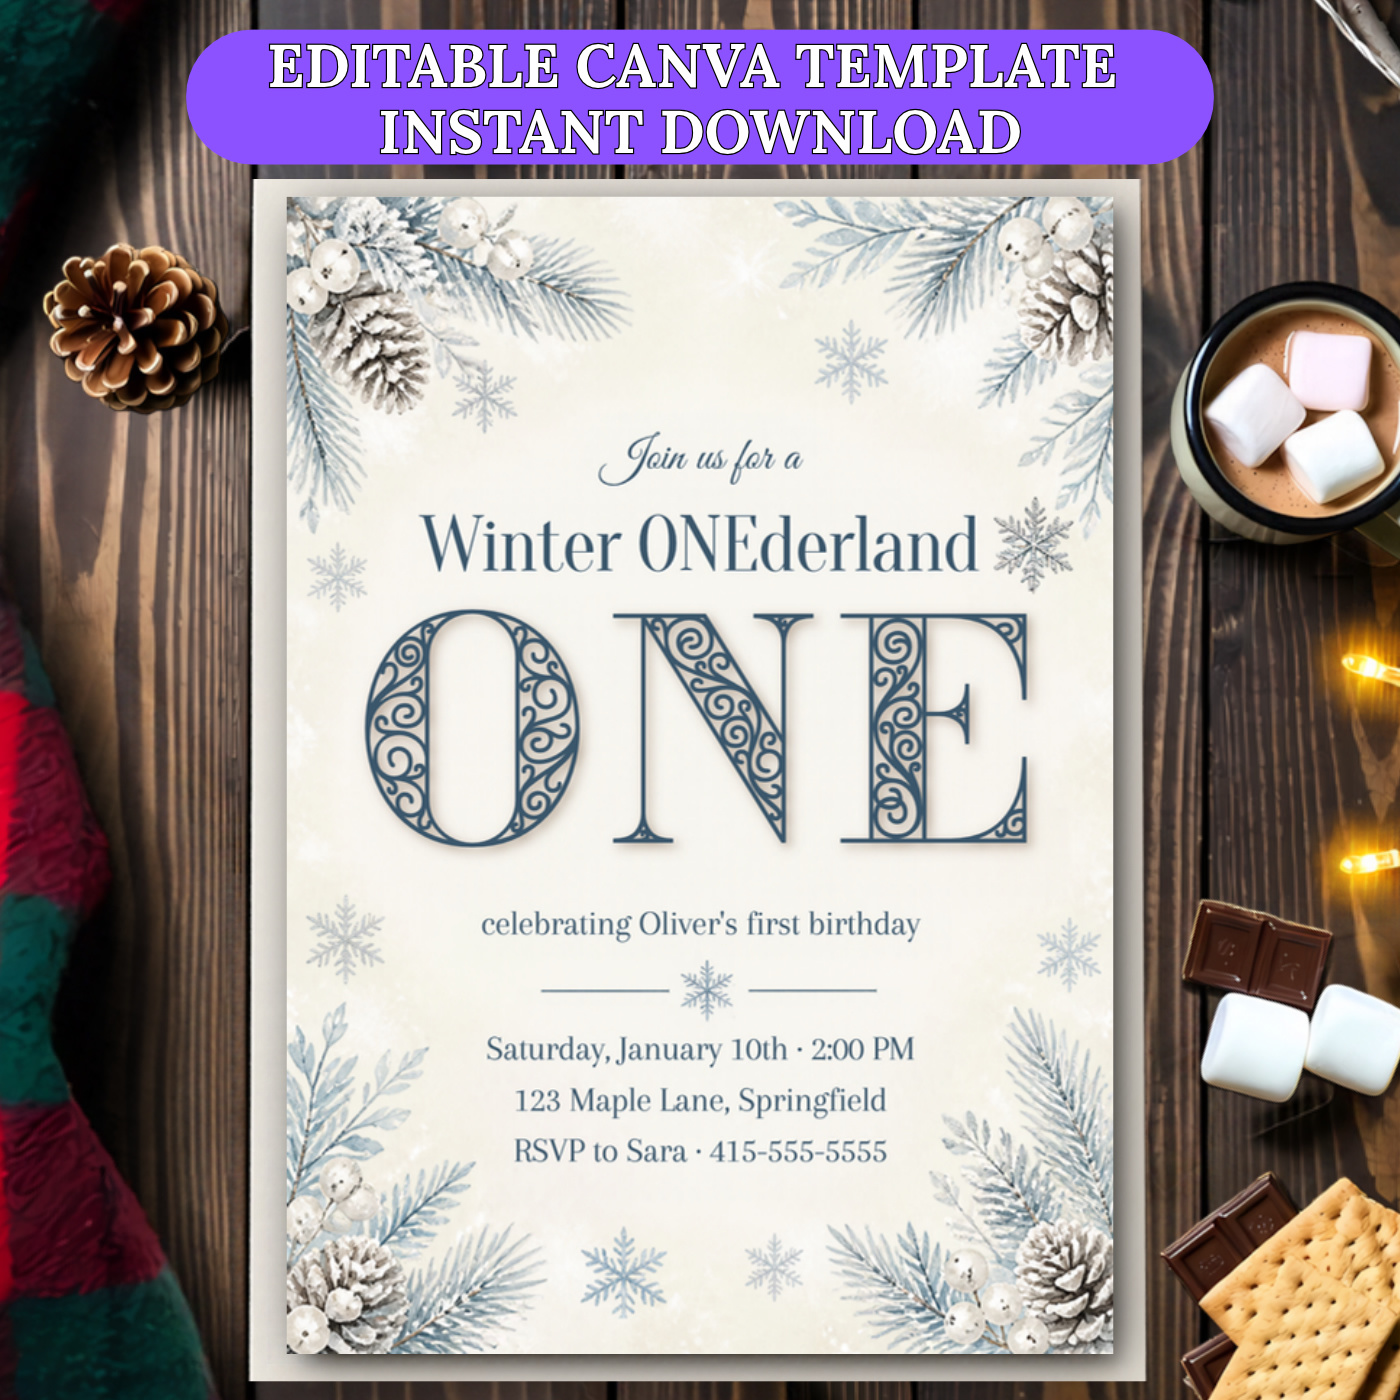 EDITABLE CANVA TEMPLATE
INSTANT DOWNLOAD
Join us for a
Winter ONEderland
ONE
celebrating Oliver's first birthday
Saturday, January 10th · 2:00 PM
123 Maple Lane, Springfield
RSVP to Sara · 415-555-5555